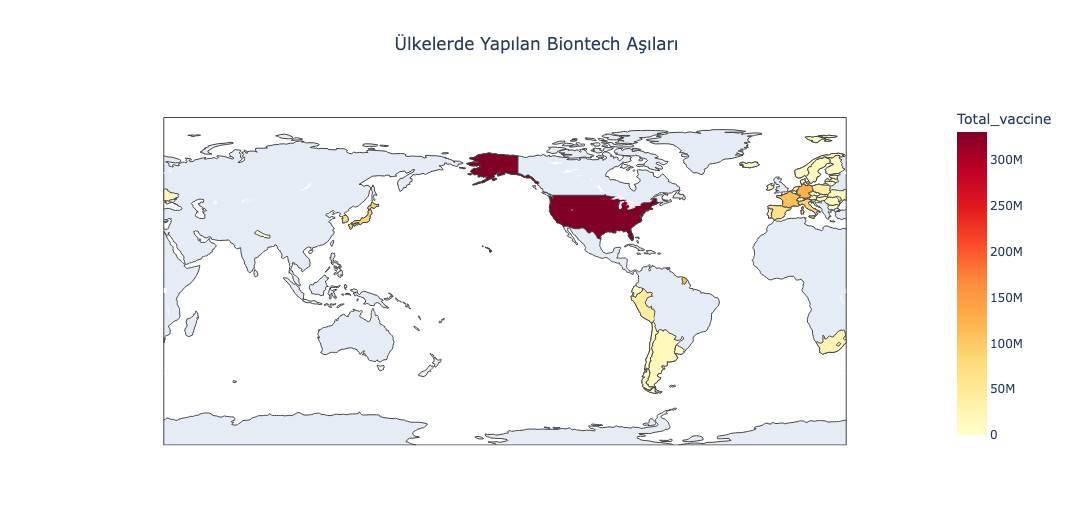 Ülkelerde Yapılan Biontech Aşıları
Total_vaccine
300M
250M
200M
150M
100M
50M
0